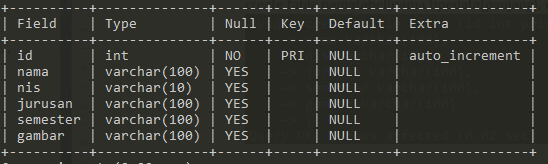 +-----------+--------------+------+-----+---------+----------------+
| Field | Type | Null | Key | Default | Extra |
+-----------+--------------+------+-----+---------+----------------+
| id | int | NO | PRI | NULL | auto_increment |
| nama | varchar(100) | YES | | NULL | |
| nis | varchar(10) | YES | | NULL | |
| jurusan | varchar(100) | YES | | NULL | |
| semester | varchar(100) | YES | | NULL | |
| gambar | varchar(100) | YES | | NULL | |
+-----------+--------------+------+-----+---------+----------------+